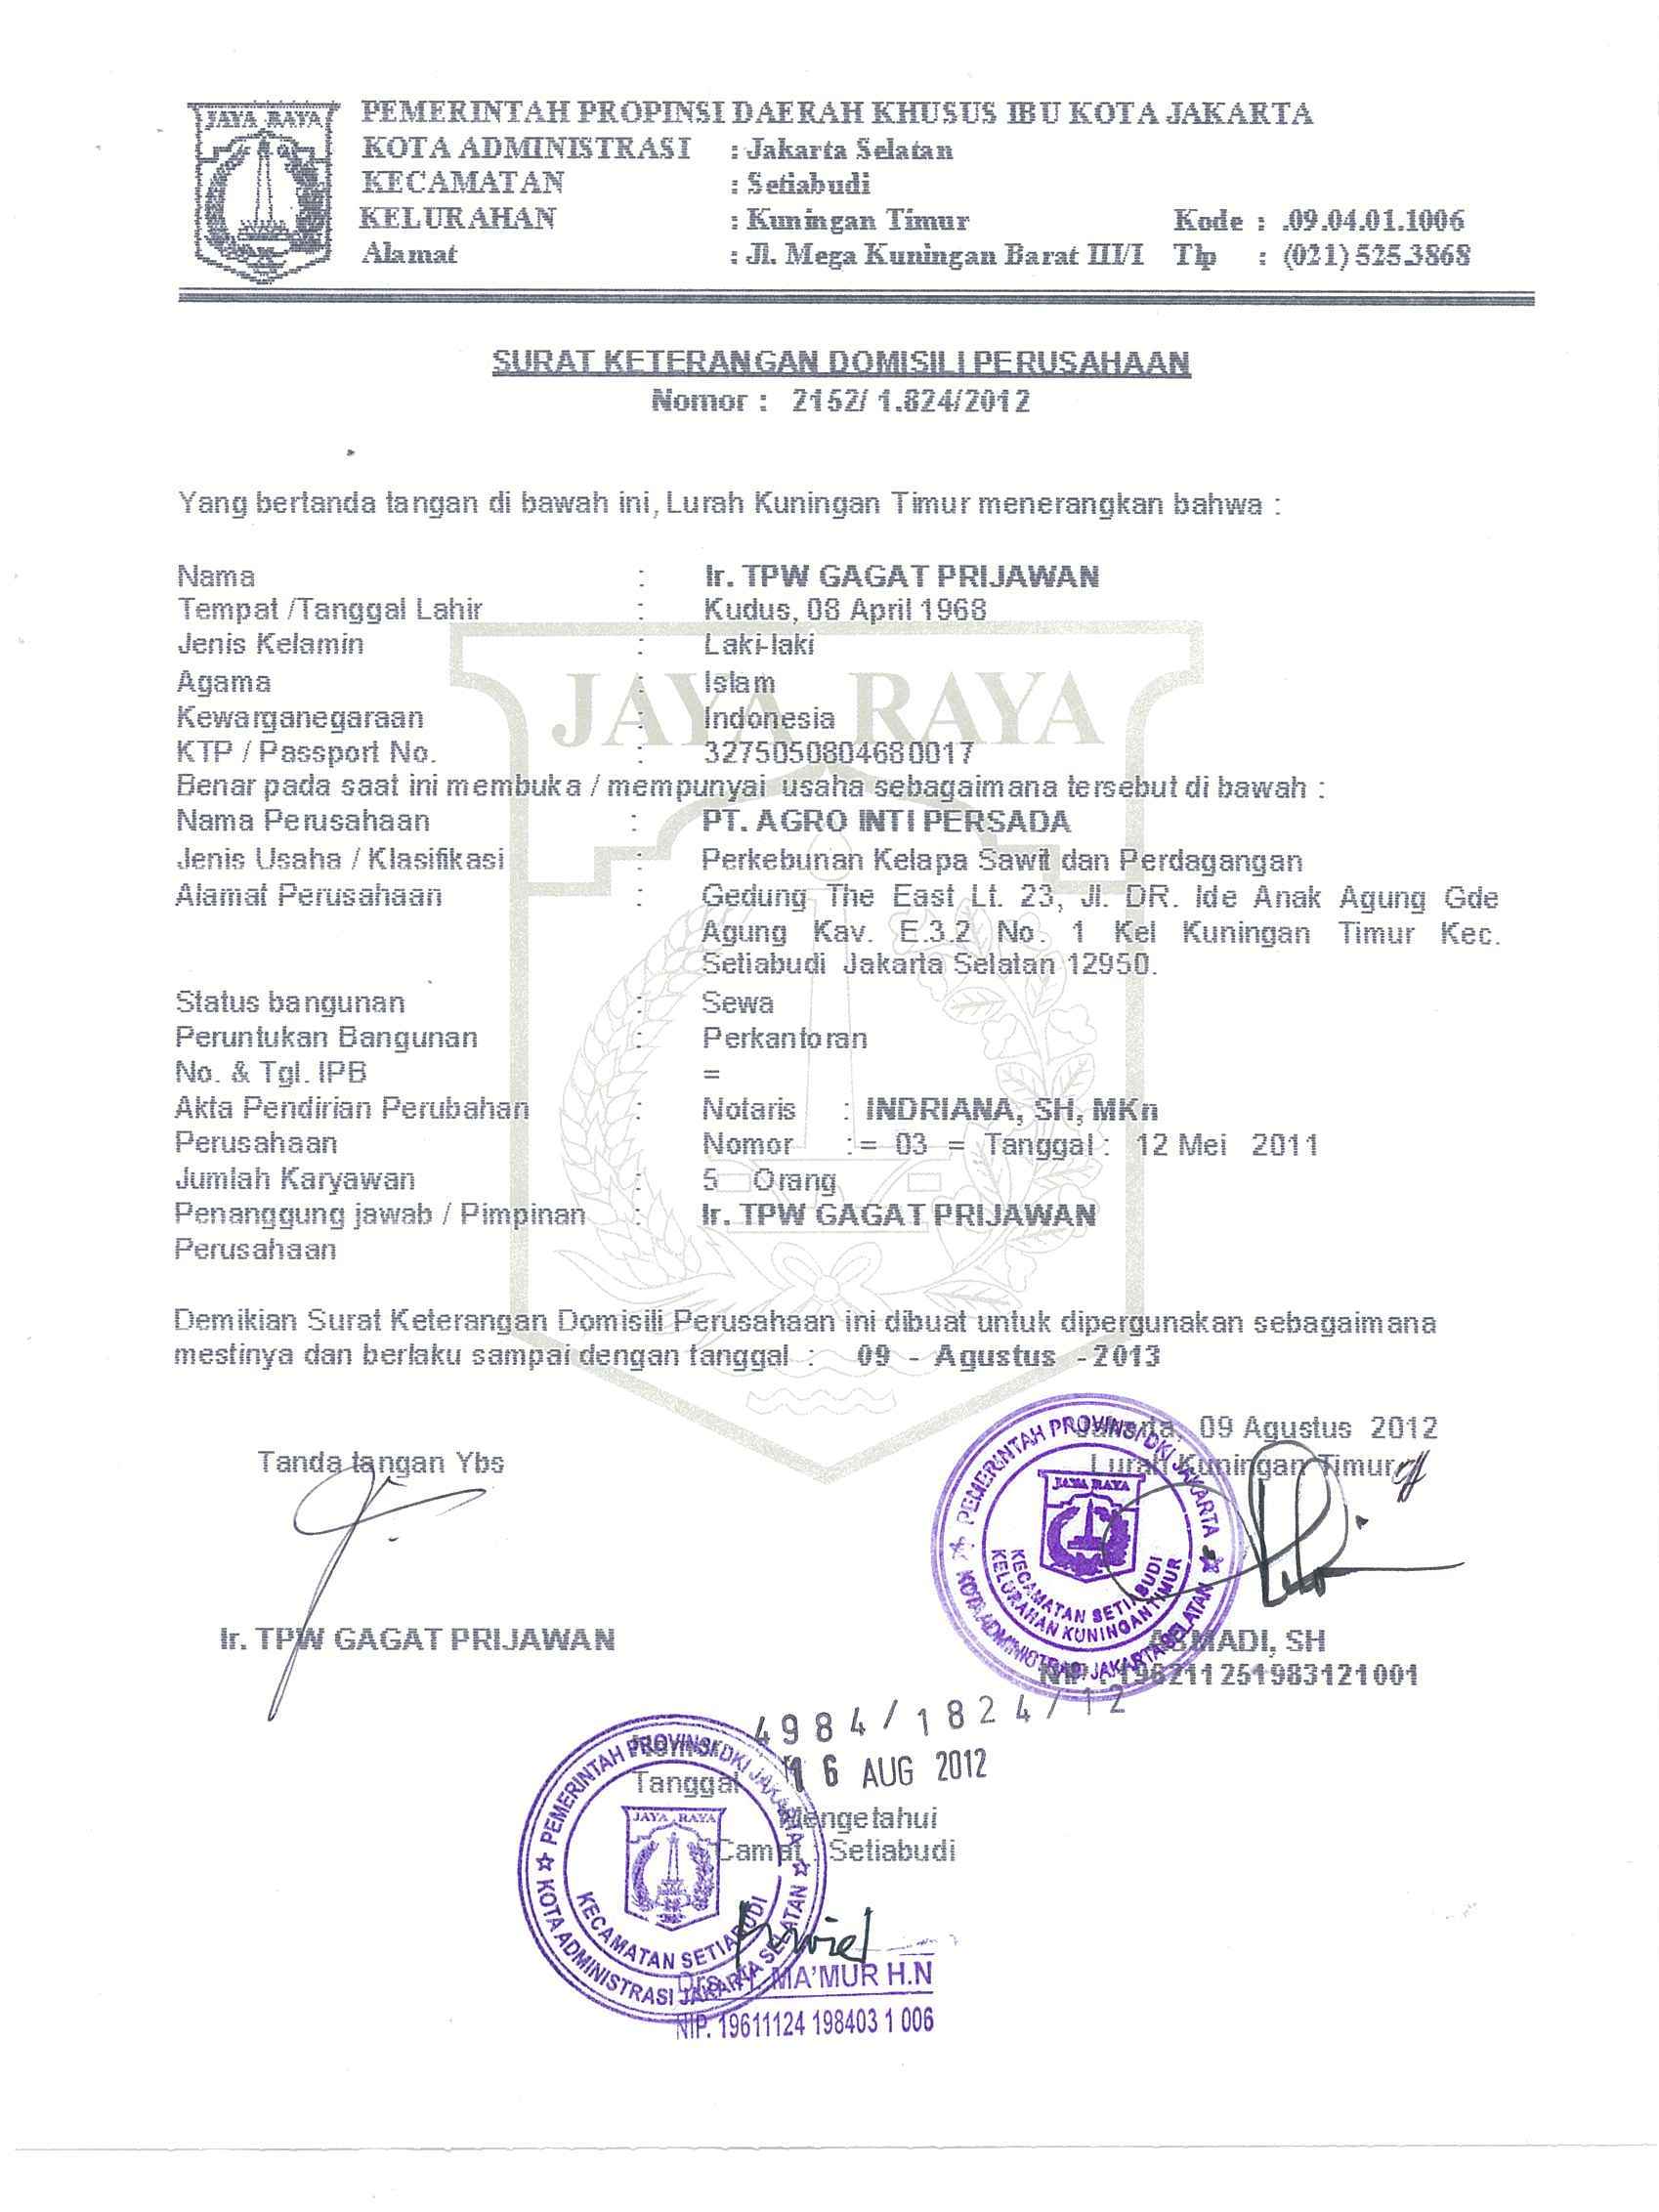 JAYA RAYA
PEMERINTAH PROPINSI DAERAH KHUSUS IBU KOTA JAKARTA
KOTA ADMINISTRASI : Jakarta Selatan
KECAMATAN : Setiabudi
KELURAHAN : Kuningan Timur Kode : .09.04.01.1006
Alamat : Jl. Mega Kuningan Barat III/I Tlp : (021) 525.3868
SURAT KETERANGAN DOMISILI PERUSAHAAN
Nomor : 2152/ 1.824/2012
Yang bertanda tangan di bawah ini, Lurah Kuningan Timur menerangkan bahwa :
Nama : Ir. TPW GAGAT PRIJAWAN
Tempat /Tanggal Lahir : Kudus, 08 April 1968
Jenis Kelamin : Laki-laki
Agama : Islam
Kewarganegaraan : Indonesia
KTP / Passport No. : 3275050804680017
JAYA RAYA
Benar pada saat ini membuka / mempunyai usaha sebagaimana tersebut di bawah :
Nama Perusahaan : PT. AGRO INTI PERSADA
Jenis Usaha / Klasifikasi : Perkebunan Kelapa Sawit dan Perdagangan
Alamat Perusahaan : Gedung The East Lt. 23, Jl. DR. Ide Anak Agung Gde
Agung Kav. E.3.2 No. 1 Kel Kuningan Timur Kec.
Setiabudi Jakarta Selatan 12950.
Status bangunan : Sewa
Peruntukan Bangunan : Perkantoran
No. & Tgl. IPB =
Akta Pendirian Perubahan : Notaris : INDRIANA, SH, MKn
Perusahaan Nomor : = 03 = Tanggal : 12 Mei 2011
Jumlah Karyawan : 5 Orang
Penanggung jawab / Pimpinan : Ir. TPW GAGAT PRIJAWAN
Perusahaan
Demikian Surat Keterangan Domisili Perusahaan ini dibuat untuk dipergunakan sebagaimana
mestinya dan berlaku sampai dengan tanggal : 09 - Agustus - 2013
Jakarta, 09 Agustus 2012
Tanda tangan Ybs Lurah Kuningan Timur
PEMERINTAH PROVINSI DKI JAKARTA
JAYA RAYA
KECAMATAN SETIABUDI
KELURAHAN KUNINGAN TIMUR
KOTA ADMINISTRASI JAKARTA SELATAN
Ir. TPW GAGAT PRIJAWAN ASMADI, SH
NIP : 196211251983121001
Nomor 4984/1824/12
Tanggal 16 AUG 2012
Mengetahui
Camat : Setiabudi
PEMERINTAH PROVINSI DKI JAKARTA
JAYA RAYA
KECAMATAN SETIABUDI
KOTA ADMINISTRASI JAKARTA SELATAN
Drs. MA'MUR H.N
NIP. 19611124 198403 1 006